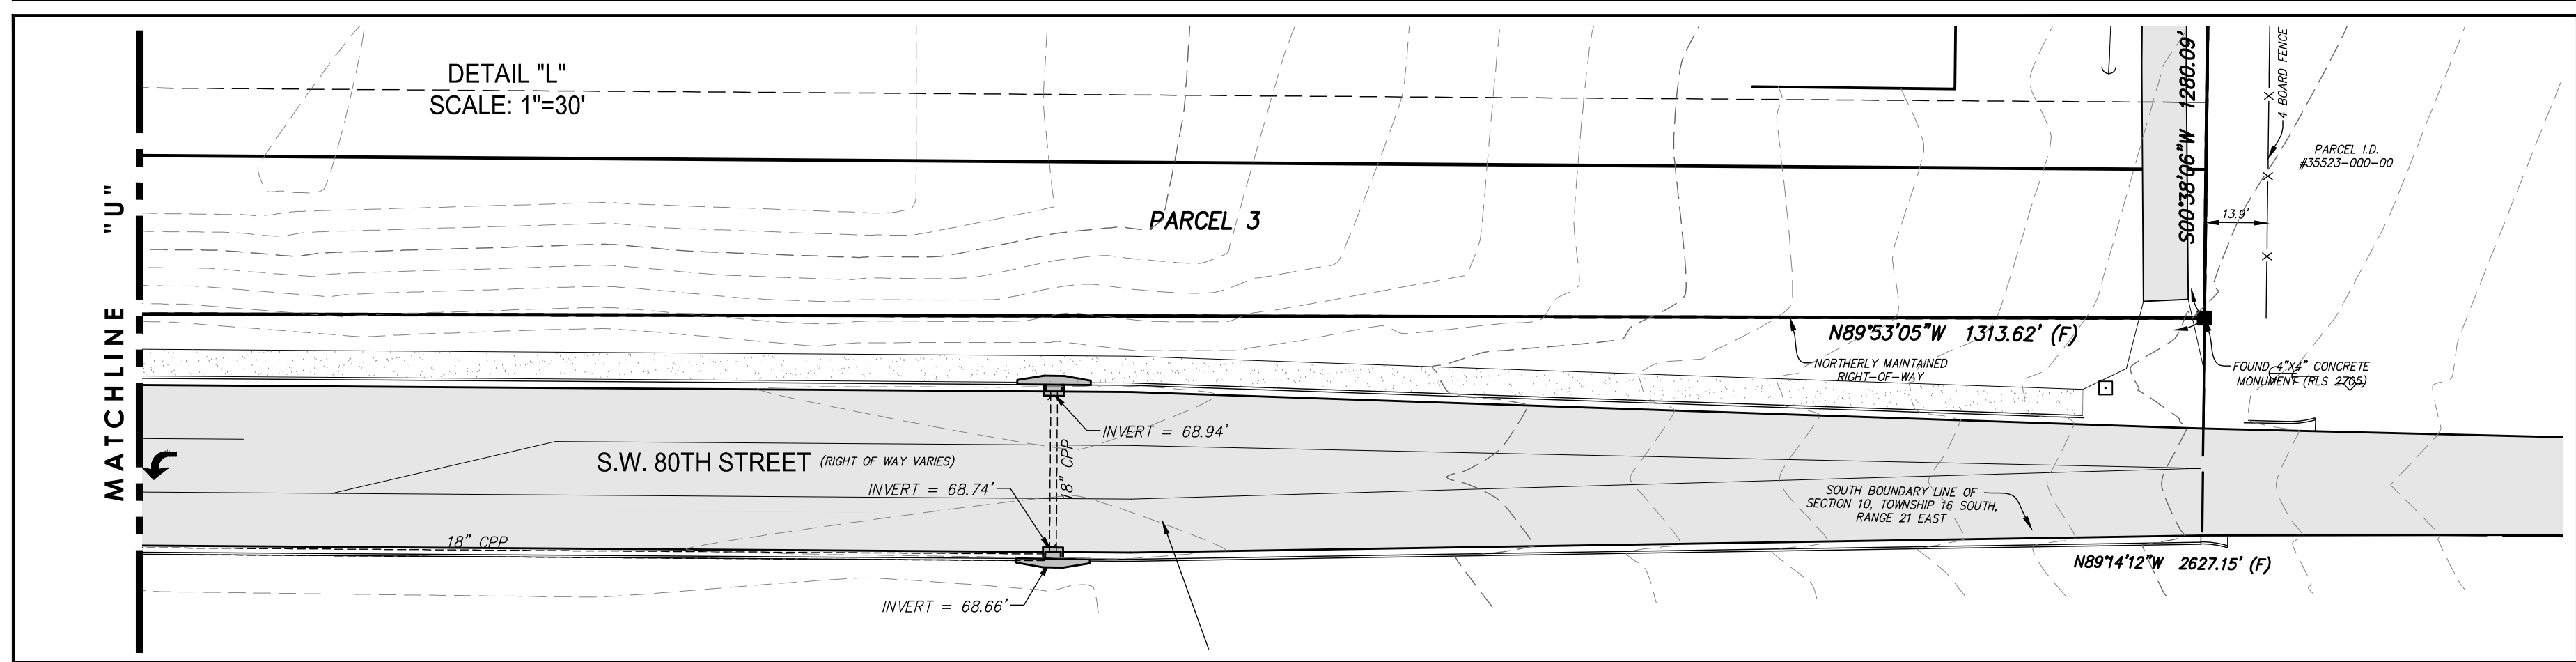 DETAIL "L"
SCALE: 1"=30'
MATCHLINE "U"
PARCEL 3
S00°38'06"W 1280.09'
4 BOARD FENCE
PARCEL I.D.
#35523-000-00
13.9'
N89°53'05"W 1313.62' (F)
NORTHERLY MAINTAINED
RIGHT-OF-WAY
FOUND 4"X4" CONCRETE
MONUMENT (RLS 2705)
INVERT = 68.94'
S.W. 80TH STREET (RIGHT OF WAY VARIES)
18" CPP
INVERT = 68.74'
SOUTH BOUNDARY LINE OF
SECTION 10, TOWNSHIP 16 SOUTH,
RANGE 21 EAST
18" CPP
N89°14'12"W 2627.15' (F)
INVERT = 68.66'
X
X
X